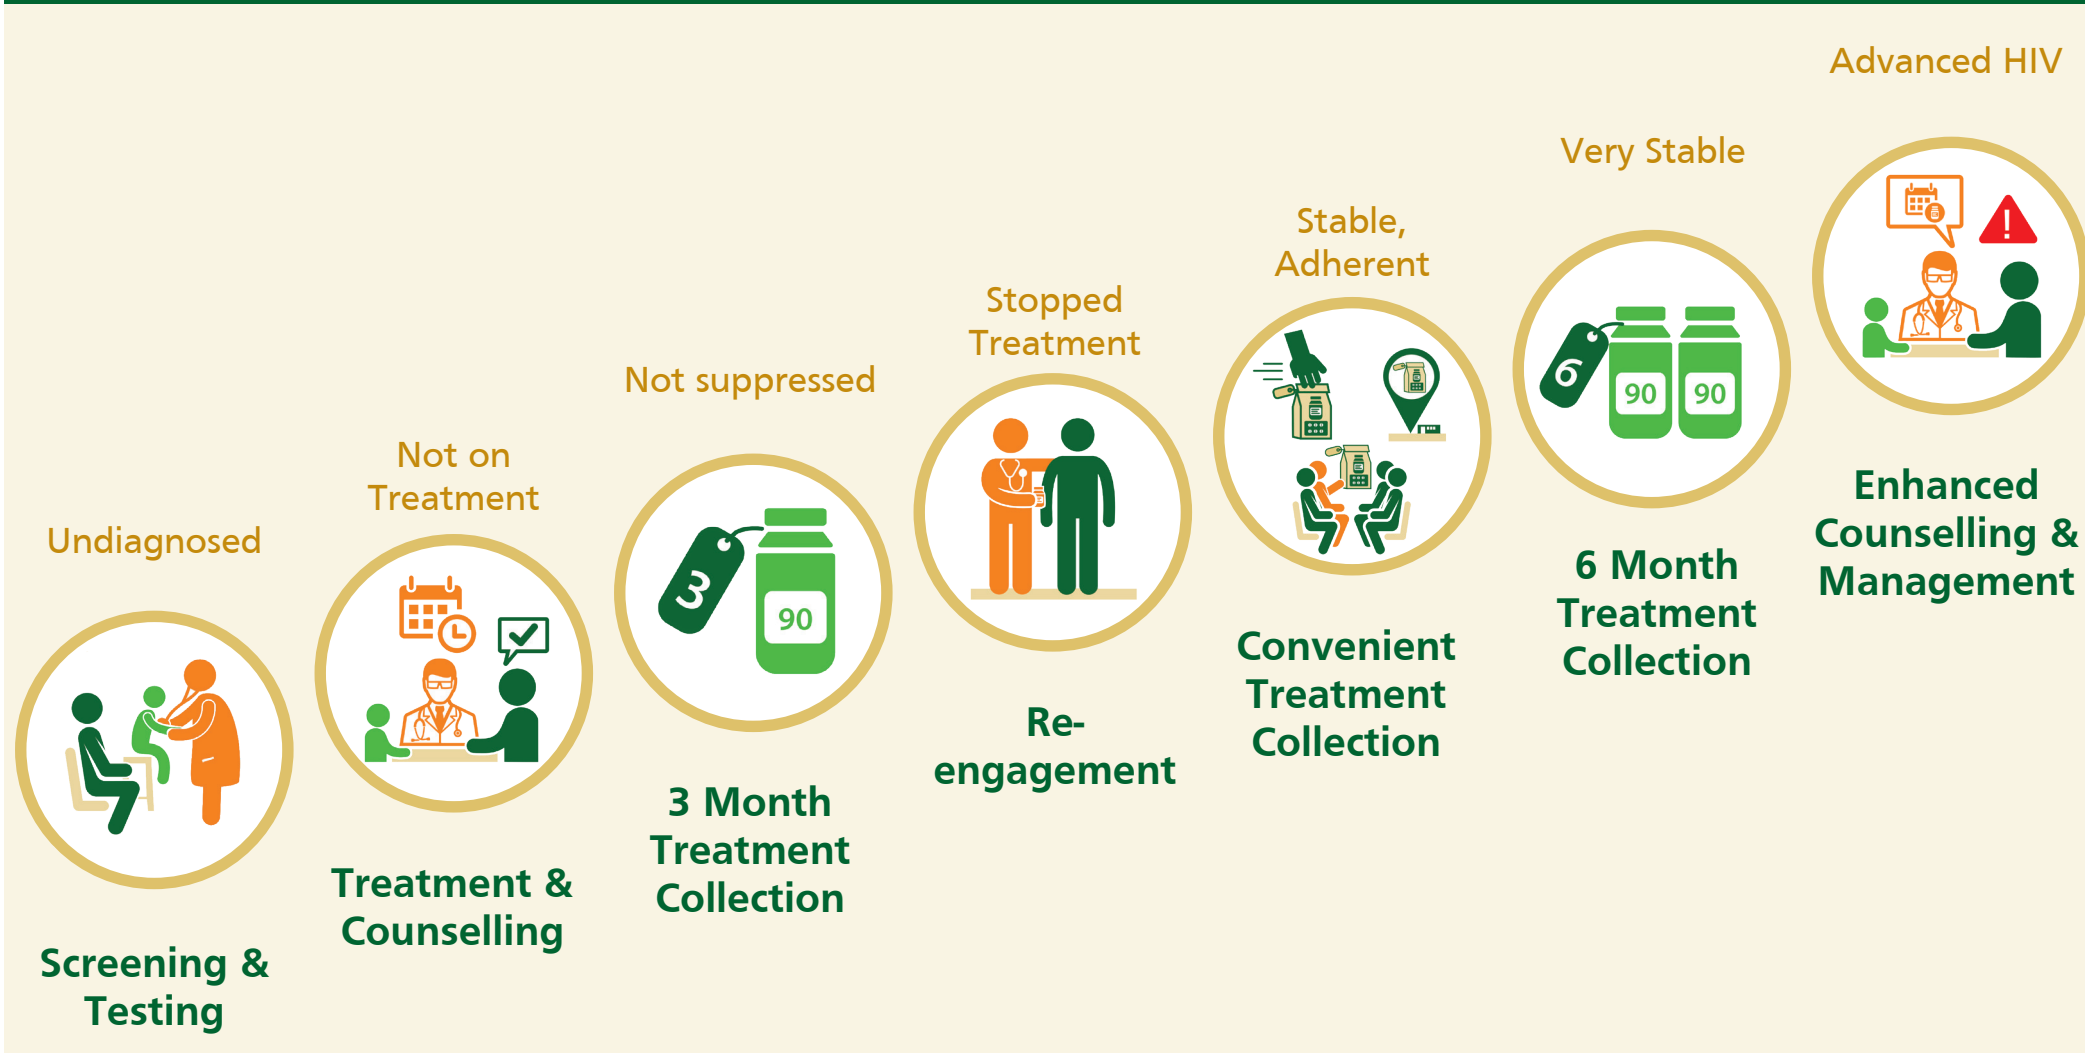 Undiagnosed
Screening &
Testing
Not on
Treatment
Treatment &
Counselling
Not suppressed
3
90
3 Month
Treatment
Collection
Stopped
Treatment
Re-
engagement
Stable,
Adherent
Convenient
Treatment
Collection
Very Stable
6
90 90
6 Month
Treatment
Collection
Advanced HIV
!
Enhanced
Counselling &
Management